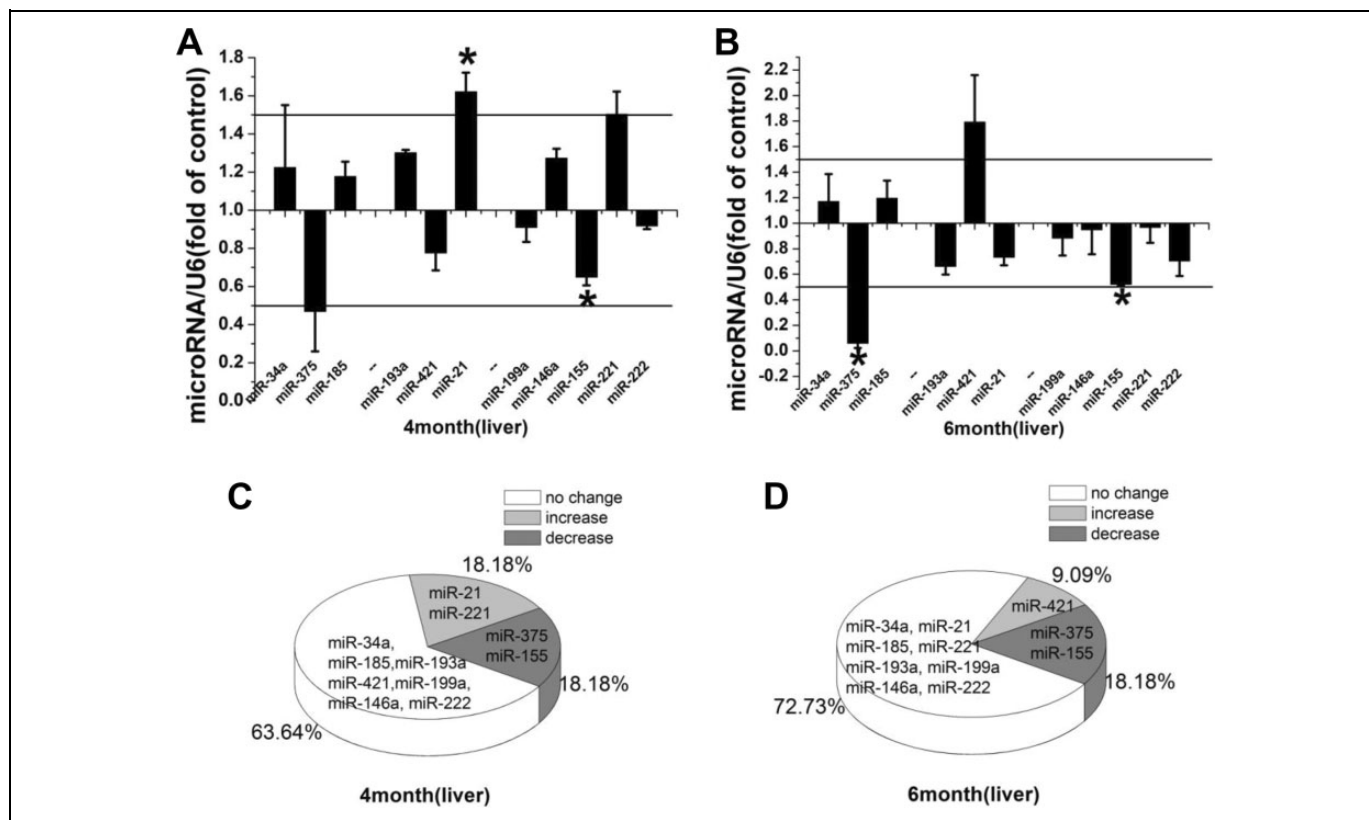 A
microRNA/U6(fold of control)
1.8
1.6
1.4
1.2
1.0
0.8
0.6
0.4
0.2
0.0
*
*
miR-34a
miR-375
miR-185
--
miR-193a
miR-421
miR-21
--
miR-199a
miR-146a
miR-155
miR-221
miR-222
4month(liver)
B
microRNA/U6(fold of control)
2.2
2.0
1.8
1.6
1.4
1.2
1.0
0.8
0.6
0.4
0.2
0.0
-0.2
*
*
miR-34a
miR-375
miR-185
--
miR-193a
miR-421
miR-21
--
miR-199a
miR-146a
miR-155
miR-221
miR-222
6month(liver)
C
no change
increase
decrease
18.18%
miR-21
miR-221
miR-375
miR-155
18.18%
miR-34a,
miR-185,miR-193a
miR-421,miR-199a,
miR-146a, miR-222
63.64%
4month(liver)
D
no change
increase
decrease
9.09%
miR-421
miR-375
miR-155
18.18%
miR-34a, miR-21
miR-185, miR-221
miR-193a, miR-199a
miR-146a, miR-222
72.73%
6month(liver)